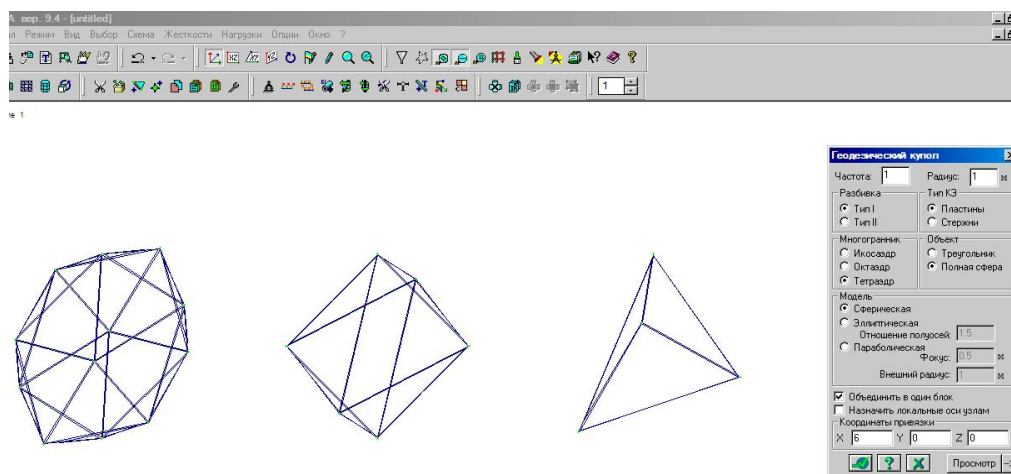 А вер. 9.4 - [untitled]
Режим Вид Выбор Схема Жесткости Нагрузки Опции Окно ?
1
1
Геодезический купол
Частота: 1 Радиус: 1 м
Разбивка Тип КЭ
Тип I Пластины
Тип II Стержни
Многогранник Объект
Икосаэдр Треугольник
Октаэдр Полная сфера
Тетраэдр
Модель
Сферическая
Эллиптическая
Отношение полуосей: 1.5
Параболическая
Фокус: 0.5 м
Внешний радиус: 1 м
Объединить в один блок
Назначить локальные оси узлам
Координаты привязки
X 6 Y 0 Z 0
? Просмотр